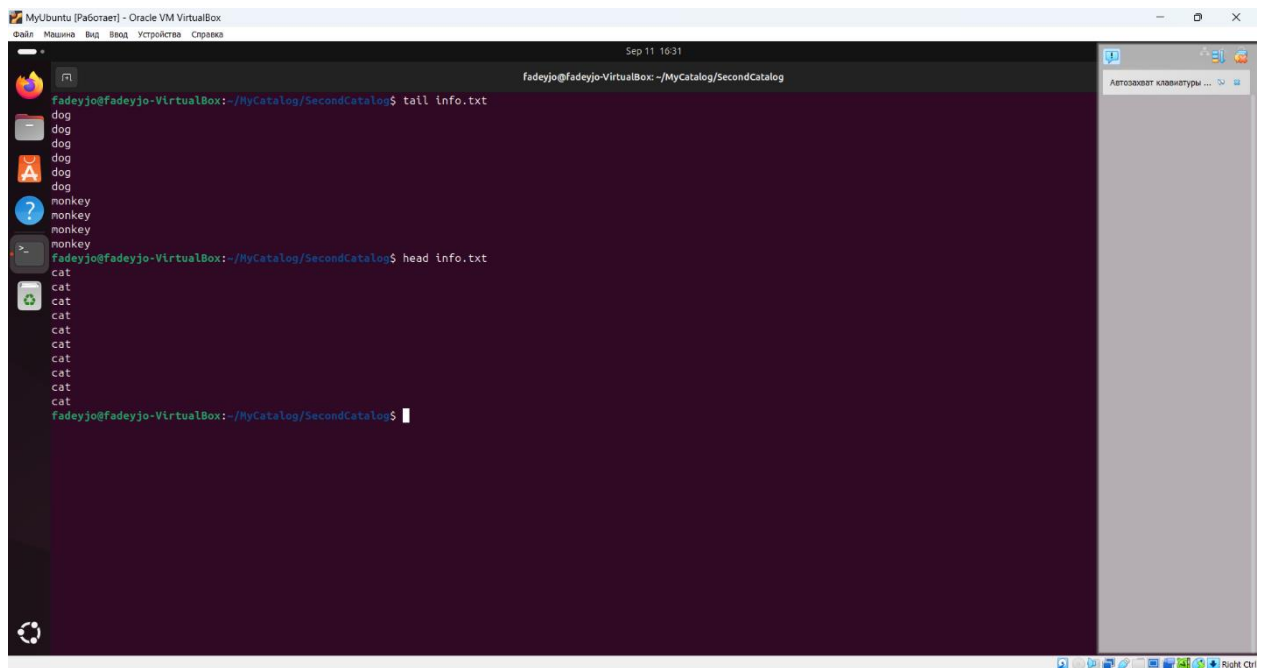 MyUbuntu [Работает] - Oracle VM VirtualBox
Файл Машина Вид Ввод Устройства Справка
Sep 11 16:31
fadeyjo@fadeyjo-VirtualBox: ~/MyCatalog/SecondCatalog
Автозахват клавиатуры ...
fadeyjo@fadeyjo-VirtualBox:~/MyCatalog/SecondCatalog$ tail info.txt
dog
dog
dog
dog
dog
dog
monkey
monkey
monkey
monkey
fadeyjo@fadeyjo-VirtualBox:~/MyCatalog/SecondCatalog$ head info.txt
cat
cat
cat
cat
cat
cat
cat
cat
cat
cat
fadeyjo@fadeyjo-VirtualBox:~/MyCatalog/SecondCatalog$
Right Ctrl